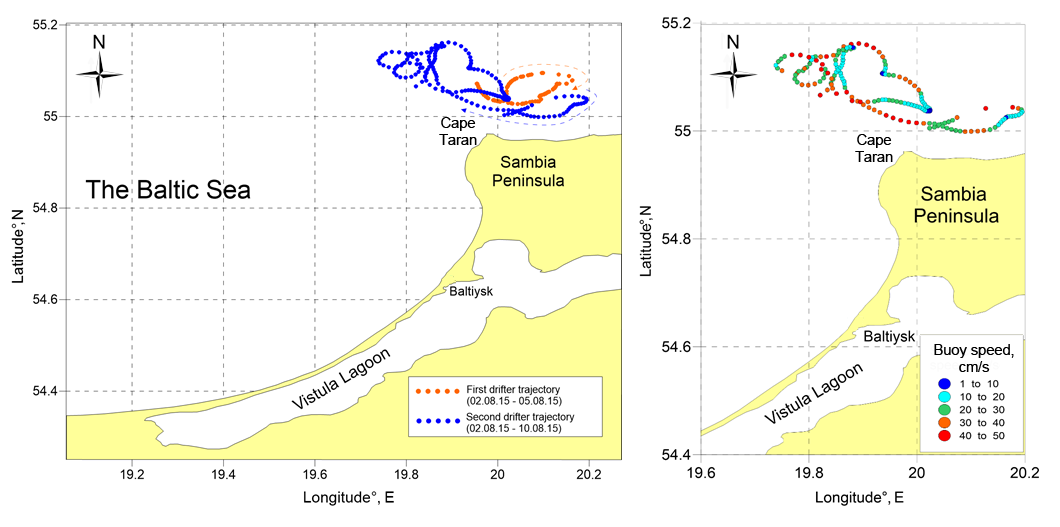 55.2
55
54.8
54.6
54.4
Latitude°, N
N
Cape
Taran
Sambia
Peninsula
The Baltic Sea
Baltiysk
Vistula Lagoon
First drifter trajectory
(02.08.15 - 05.08.15)
Second drifter trajectory
(02.08.15 - 10.08.15)
19.2
19.4
19.6
19.8
20
20.2
Longitude°, E
55.2
55
54.8
54.6
54.4
Latitude°, N
N
Cape
Taran
Sambia
Peninsula
Baltiysk
Vistula Lagoon
Buoy speed,
cm/s
1 to 10
10 to 20
20 to 30
30 to 40
40 to 50
19.6
19.8
20
20.2
Longitude°, E